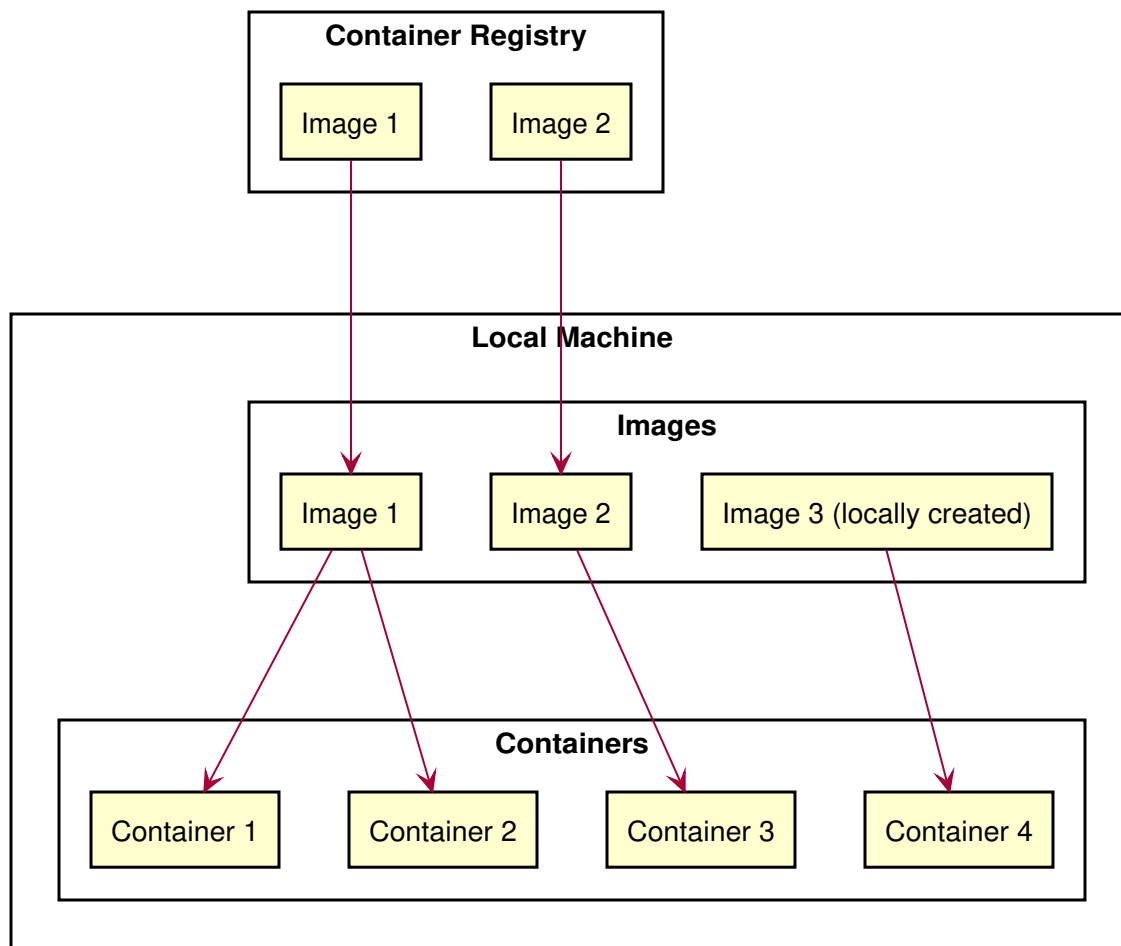 Container Registry
Image 1
Image 2
Local Machine
Images
Image 1
Image 2
Image 3 (locally created)
Containers
Container 1
Container 2
Container 3
Container 4